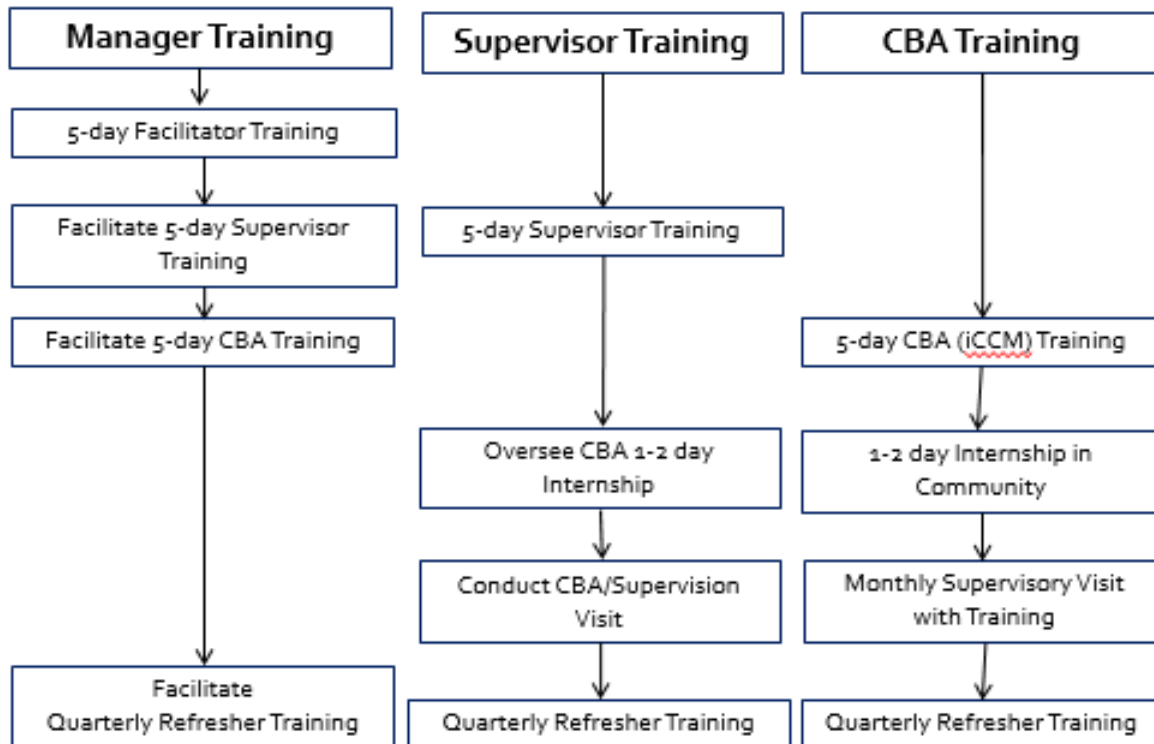 Manager Training
5-day Facilitator Training
Facilitate 5-day Supervisor
Training
Facilitate 5-day CBA Training
Facilitate
Quarterly Refresher Training
Supervisor Training
5-day Supervisor Training
Oversee CBA 1-2 day
Internship
Conduct CBA/Supervision
Visit
Quarterly Refresher Training
CBA Training
5-day CBA (iCCM) Training
1-2 day Internship in
Community
Monthly Supervisory Visit
with Training
Quarterly Refresher Training